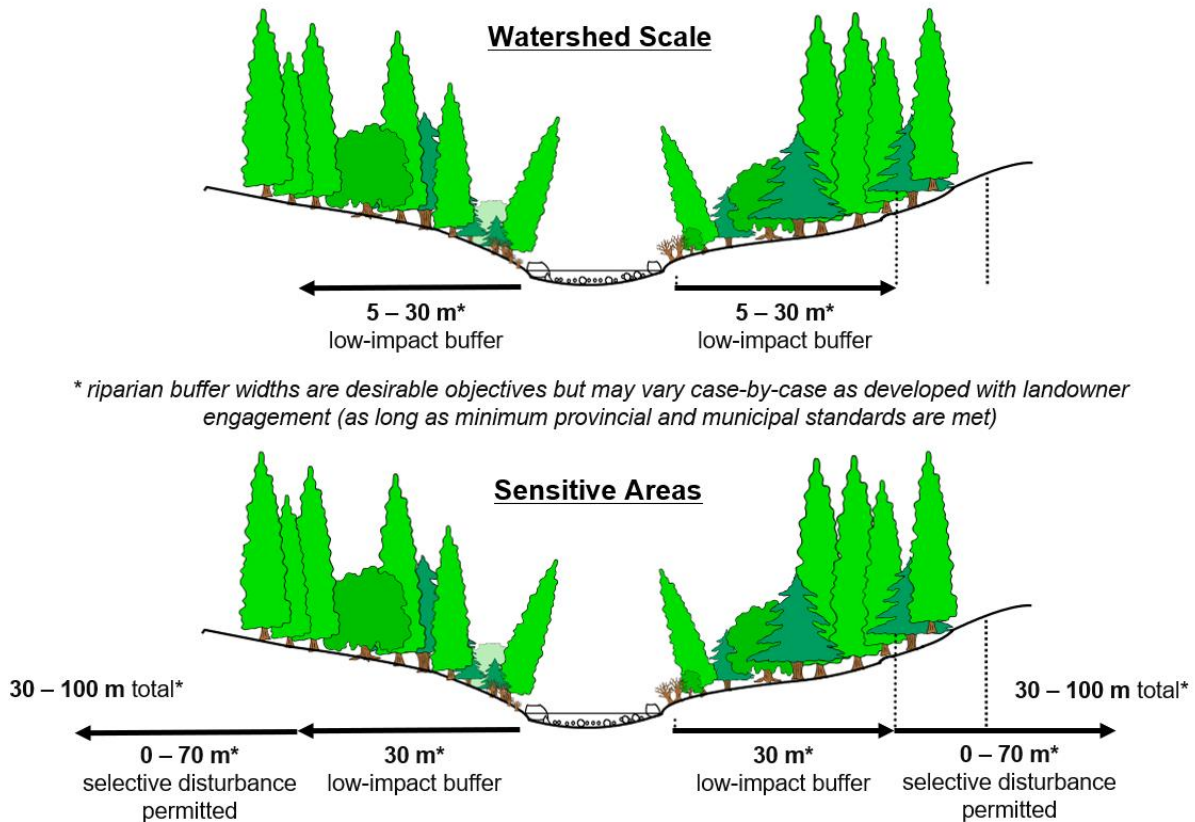 Watershed Scale
5 – 30 m*
low-impact buffer
5 – 30 m*
low-impact buffer
* riparian buffer widths are desirable objectives but may vary case-by-case as developed with landowner
engagement (as long as minimum provincial and municipal standards are met)
Sensitive Areas
30 – 100 m total*
30 – 100 m total*
0 – 70 m*
selective disturbance
permitted
30 m*
low-impact buffer
30 m*
low-impact buffer
0 – 70 m*
selective disturbance
permitted